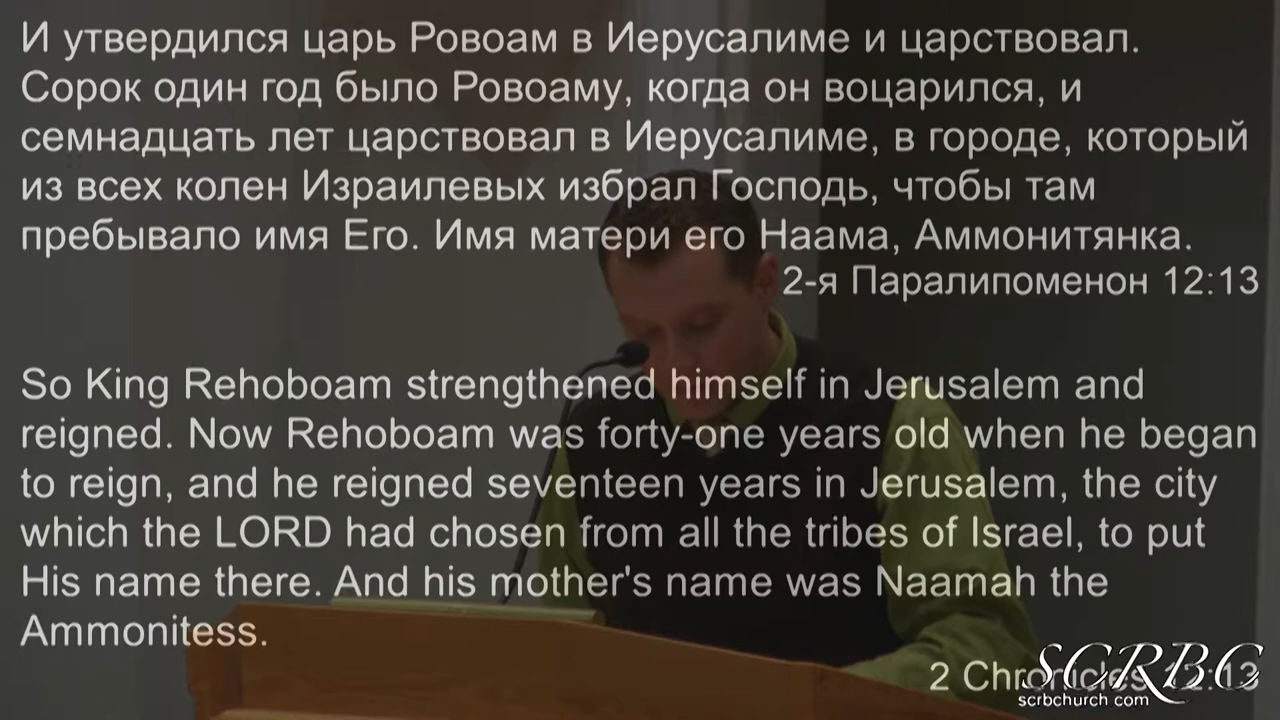 И утвердился царь Ровоам в Иерусалиме и царствовал.
Сорок один год было Ровоаму, когда он воцарился, и
семнадцать лет царствовал в Иерусалиме, в городе, который
из всех колен Израилевых избрал Господь, чтобы там
пребывало имя Его. Имя матери его Наама, Аммонитянка.
2-я Паралипоменон 12:13
So King Rehoboam strengthened himself in Jerusalem and
reigned. Now Rehoboam was forty-one years old when he began
to reign, and he reigned seventeen years in Jerusalem, the city
which the LORD had chosen from all the tribes of Israel, to put
His name there. And his mother's name was Naamah the
Ammonitess.
2 Chronicles 12:13
SCRBC
scrbchurch.com